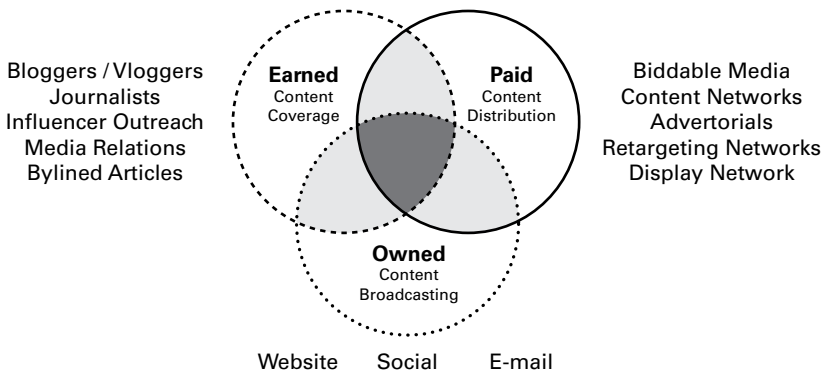 Bloggers / Vloggers
Journalists
Influencer Outreach
Media Relations
Bylined Articles
Earned
Content
Coverage
Paid
Content
Distribution
Biddable Media
Content Networks
Advertorials
Retargeting Networks
Display Network
Owned
Content
Broadcasting
Website Social E-mail